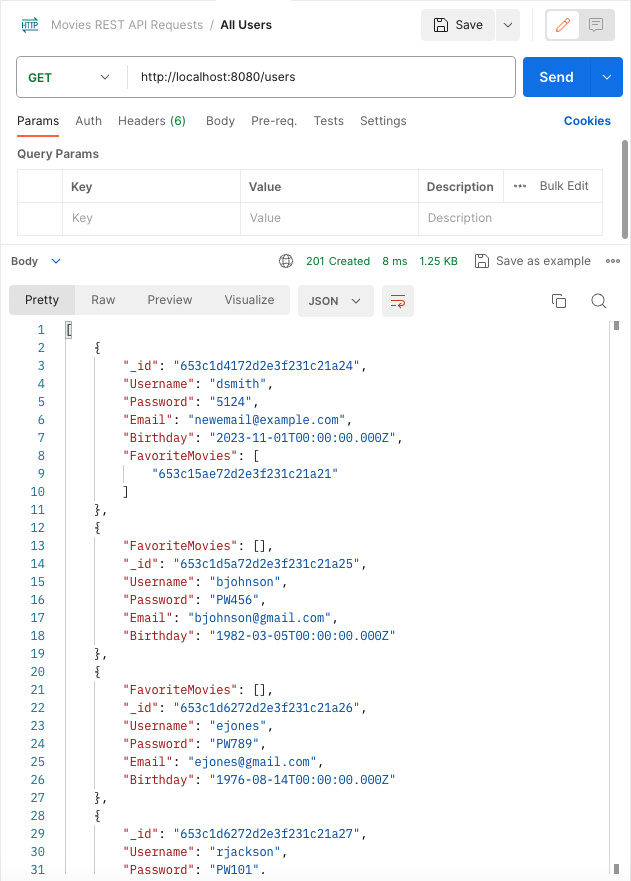 HTTP Movies REST API Requests / All Users Save
GET http://localhost:8080/users Send
Params Auth Headers (6) Body Pre-req. Tests Settings Cookies
Query Params
Key Value Description ••• Bulk Edit
Key Value Description
Body 201 Created 8 ms 1.25 KB Save as example •••
Pretty Raw Preview Visualize JSON
1 [
2 {
3 "_id": "653c1d4172d2e3f231c21a24",
4 "Username": "dsmith",
5 "Password": "5124",
6 "Email": "newemail@example.com",
7 "Birthday": "2023-11-01T00:00:00.000Z",
8 "FavoriteMovies": [
9 "653c15ae72d2e3f231c21a21"
10 ]
11 },
12 {
13 "FavoriteMovies": [],
14 "_id": "653c1d5a72d2e3f231c21a25",
15 "Username": "bjohnson",
16 "Password": "PW456",
17 "Email": "bjohnson@gmail.com",
18 "Birthday": "1982-03-05T00:00:00.000Z"
19 },
20 {
21 "FavoriteMovies": [],
22 "_id": "653c1d6272d2e3f231c21a26",
23 "Username": "ejones",
24 "Password": "PW789",
25 "Email": "ejones@gmail.com",
26 "Birthday": "1976-08-14T00:00:00.000Z"
27 },
28 {
29 "_id": "653c1d6272d2e3f231c21a27",
30 "Username": "rjackson",
31 "Password": "PW101",